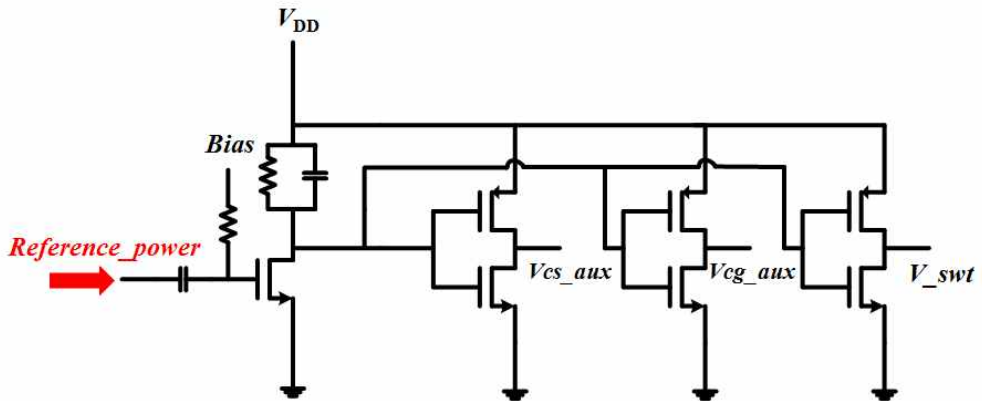 VDD
Bias
Reference_power
Vcs_aux
Vcg_aux
V_swt